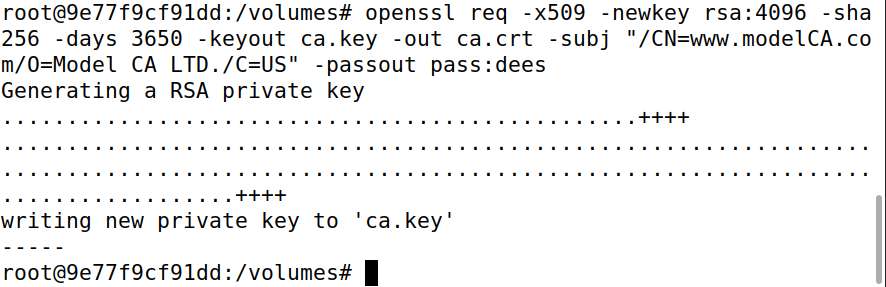 root@9e77f9cf91dd:/volumes# openssl req -x509 -newkey rsa:4096 -sha
256 -days 3650 -keyout ca.key -out ca.crt -subj "/CN=www.modelCA.co
m/O=Model CA LTD./C=US" -passout pass:dees
Generating a RSA private key
.................................................++++
...................................................................
...................................................................
..................++++
writing new private key to 'ca.key'
-----
root@9e77f9cf91dd:/volumes#